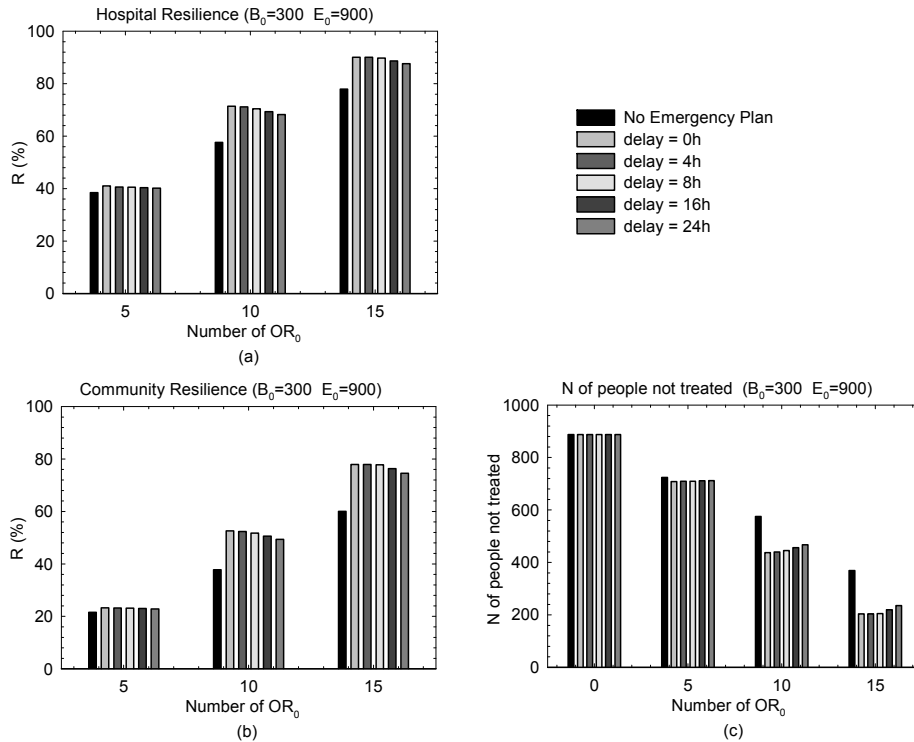 Hospital Resilience (B₀=300 E₀=900)
100
80
60
40
20
0
R (%)
5 10 15
Number of OR₀
(a)
No Emergency Plan
delay = 0h
delay = 4h
delay = 8h
delay = 16h
delay = 24h
Community Resilience (B₀=300 E₀=900)
100
80
60
40
20
0
R (%)
5 10 15
Number of OR₀
(b)
N of people not treated (B₀=300 E₀=900)
1000
800
600
400
200
0
N of people not treated
0 5 10 15
Number of OR₀
(c)